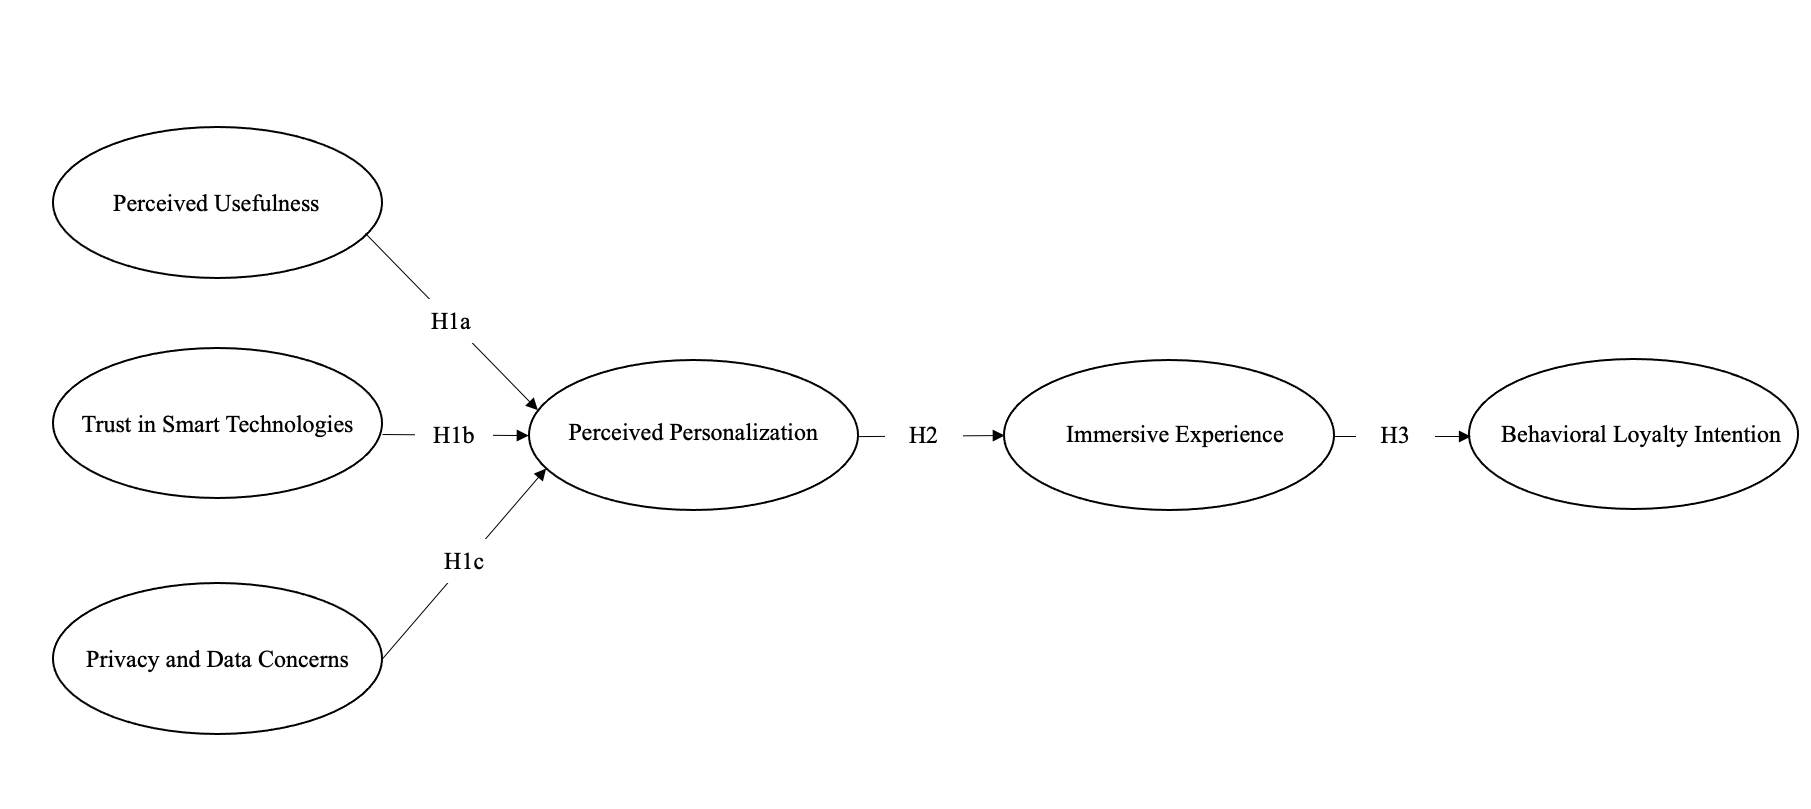 Perceived Usefulness
H1a
Trust in Smart Technologies
H1b
Perceived Personalization
H2
Immersive Experience
H3
Behavioral Loyalty Intention
H1c
Privacy and Data Concerns